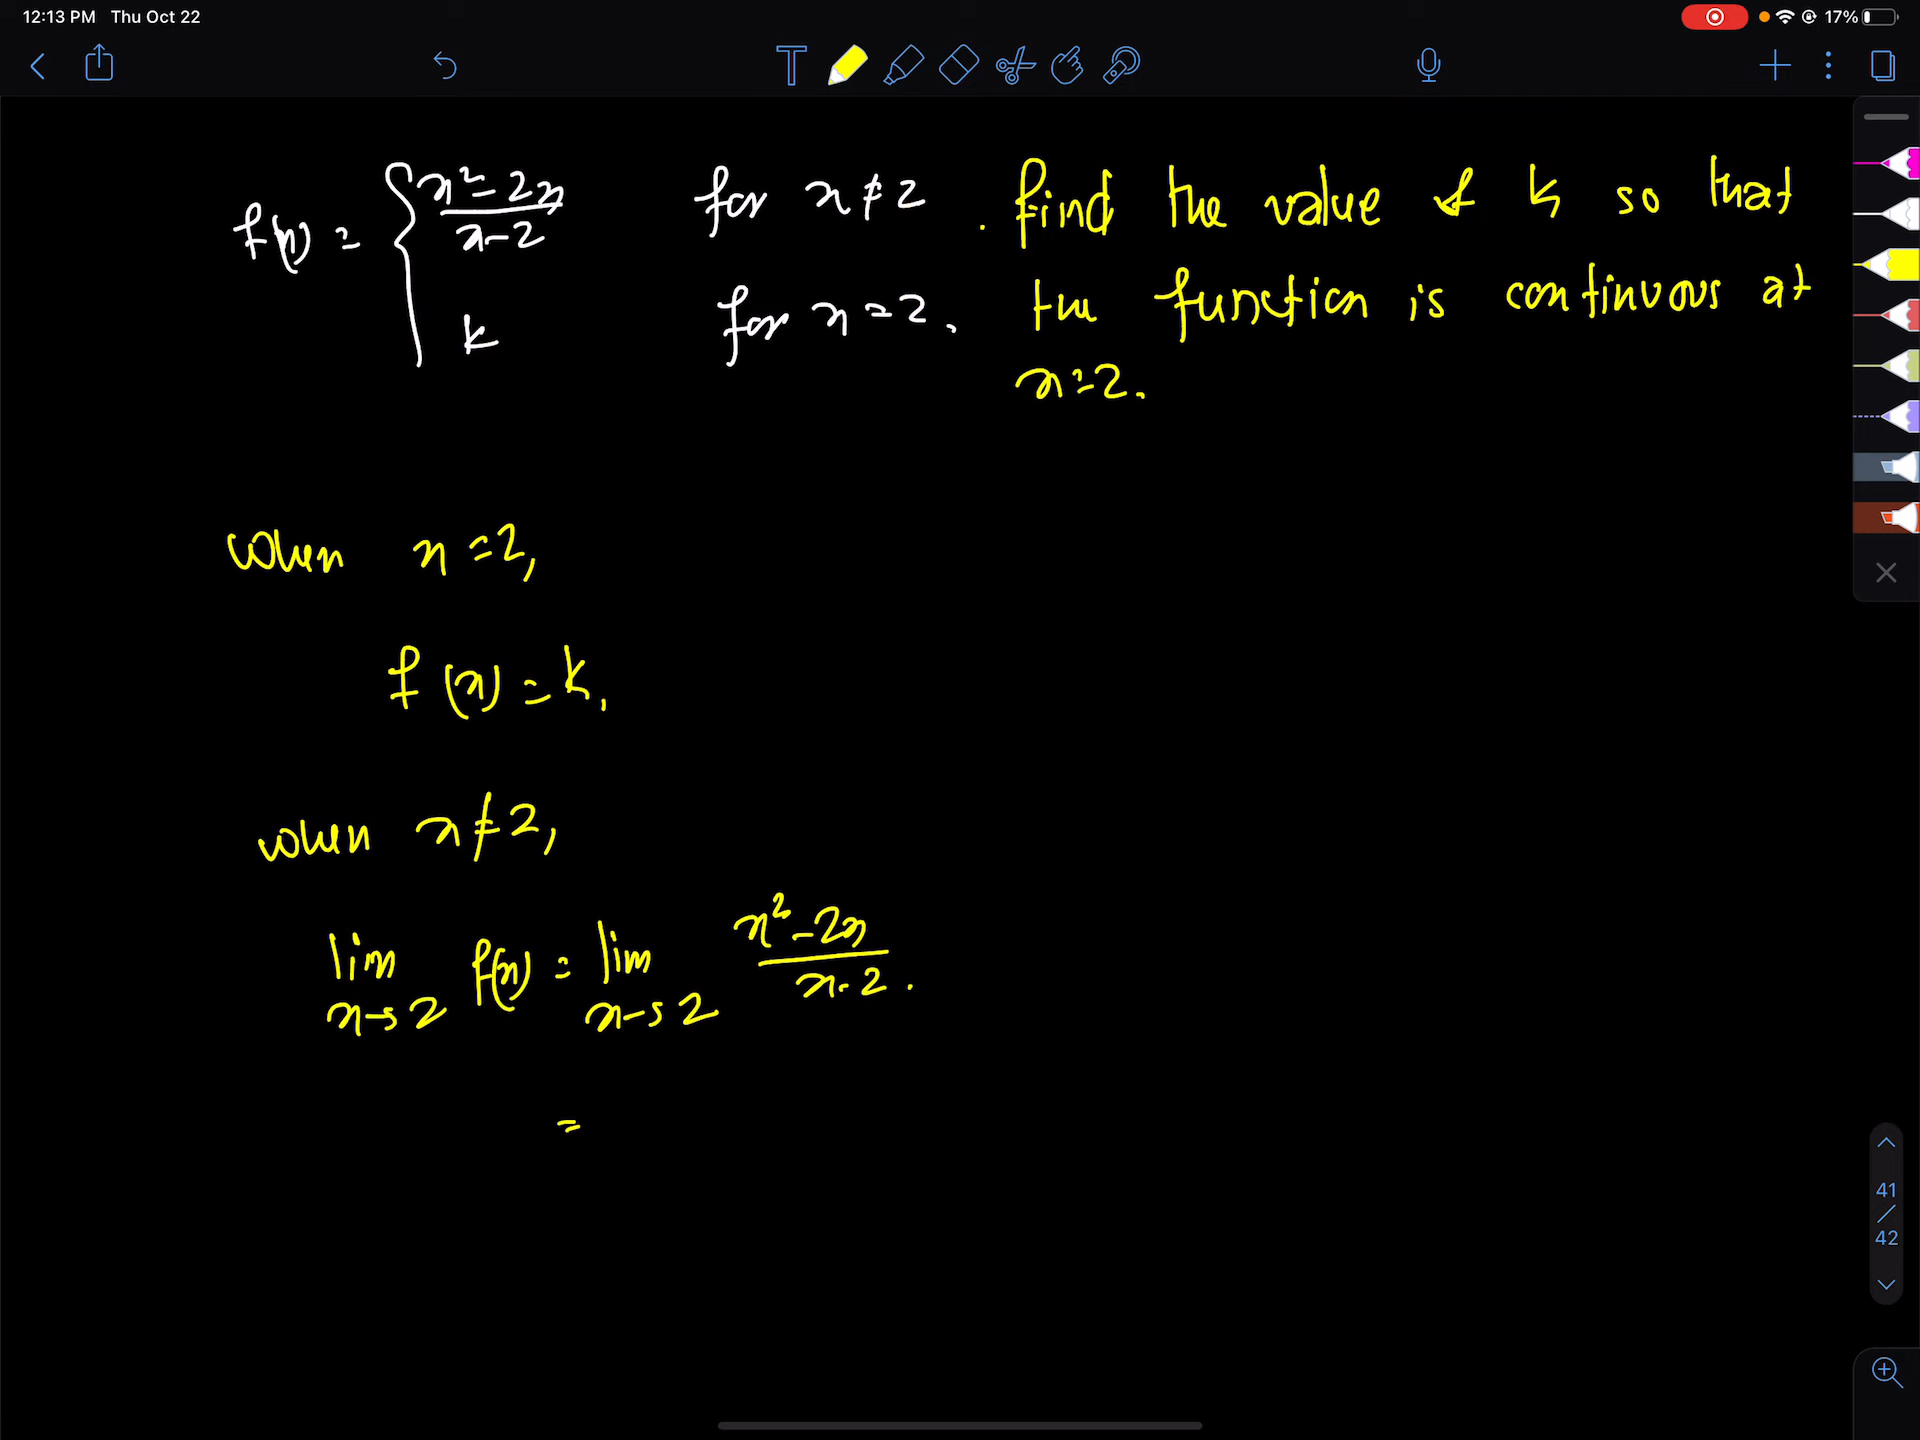 12:13 PM Thu Oct 22 17%
f(x) = { x² - 2x / x - 2 for x ≠ 2 . find the value of k so that
k for x = 2. the function is continuous at
x = 2.
when x = 2,
f(x) = k.
when x ≠ 2,
lim x→2 f(x) = lim x→2 x² - 2x / x - 2 .
=
41
/
42